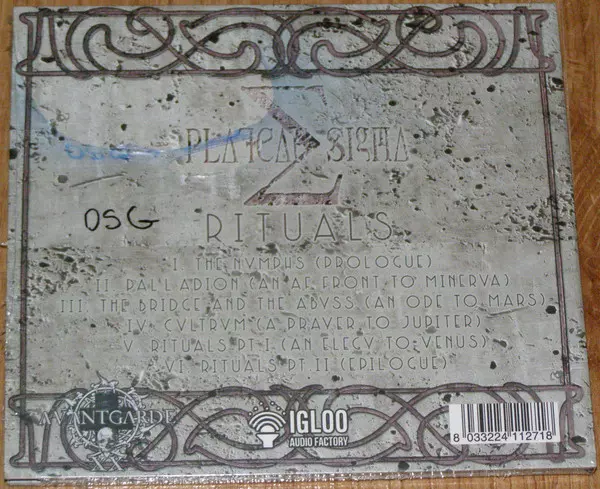 PLATEAU SIGMA
Σ
OSG
RITUALS
I. THE NYMPHS (PROLOGUE)
II. PALLADION (AN AFFRONT TO MINERVA)
III. THE BRIDGE AND THE ABYSS (AN ODE TO MARS)
IV. CVLTRVM (A PRAYER TO JUPITER)
V. RITUALS PT.I (AN ELEGY TO VENUS)
VI. RITUALS PT.II (EPILOGUE)
AVANTGARDE
XX
IGLOO
AUDIO FACTORY
8 033224 112718